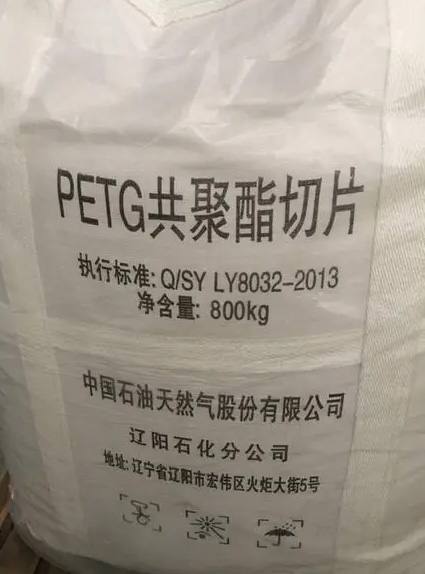 PETG共聚酯切片
执行标准: Q/SY LY8032-2013
净含量: 800kg
中国石油天然气股份有限公司
辽阳石化分公司
地址: 辽宁省辽阳市宏伟区火炬大街5号